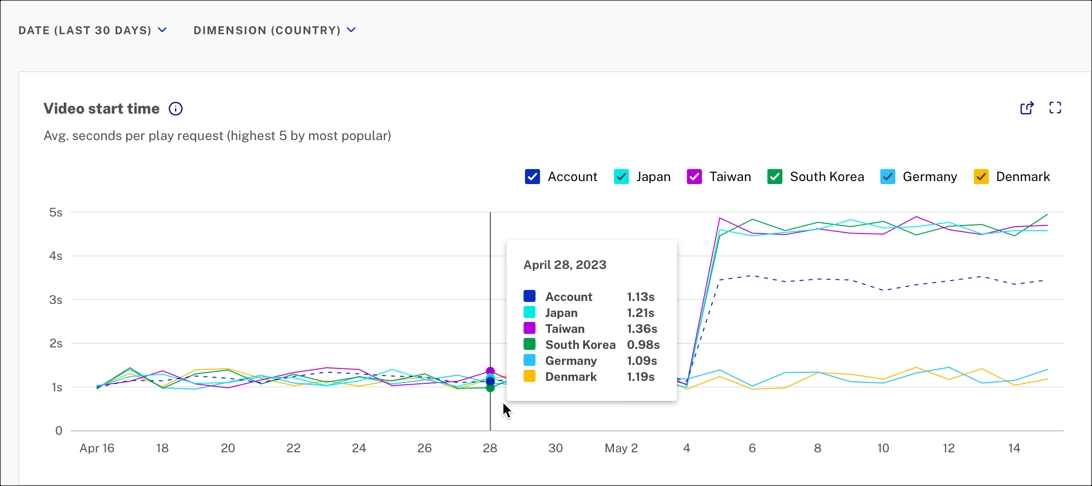 DATE (LAST 30 DAYS) DIMENSION (COUNTRY)
Video start time
Avg. seconds per play request (highest 5 by most popular)
Account Japan Taiwan South Korea Germany Denmark
5s
4s
3s
2s
1s
0
April 28, 2023
Account 1.13s
Japan 1.21s
Taiwan 1.36s
South Korea 0.98s
Germany 1.09s
Denmark 1.19s
Apr 16 18 20 22 24 26 28 30 May 2 4 6 8 10 12 14